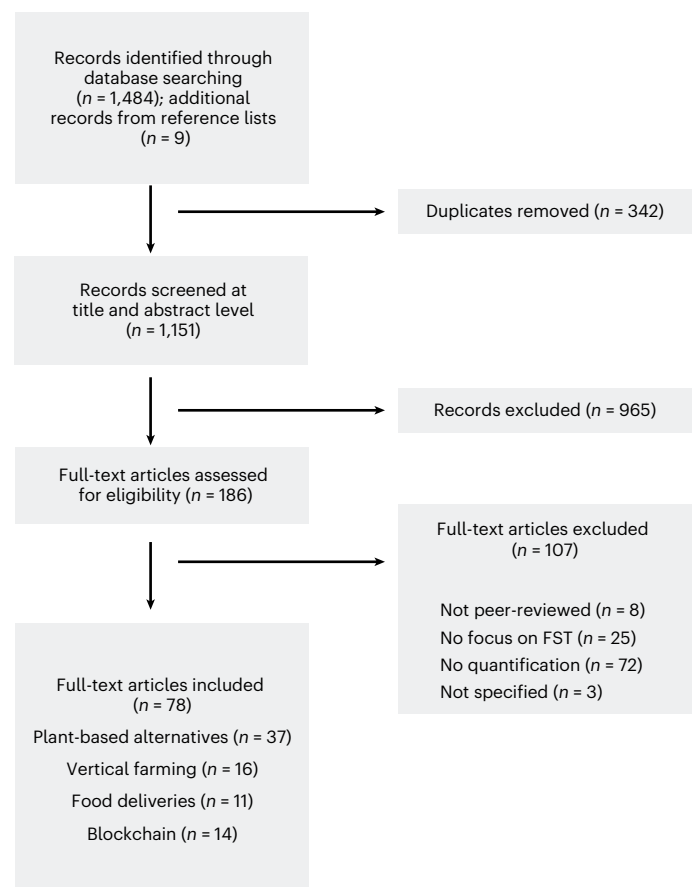 Records identified through
database searching
(n = 1,484); additional
records from reference lists
(n = 9)
Duplicates removed (n = 342)
Records screened at
title and abstract level
(n = 1,151)
Records excluded (n = 965)
Full-text articles assessed
for eligibility (n = 186)
Full-text articles excluded
(n = 107)
Not peer-reviewed (n = 8)
No focus on FST (n = 25)
No quantification (n = 72)
Not specified (n = 3)
Full-text articles included
(n = 78)
Plant-based alternatives (n = 37)
Vertical farming (n = 16)
Food deliveries (n = 11)
Blockchain (n = 14)